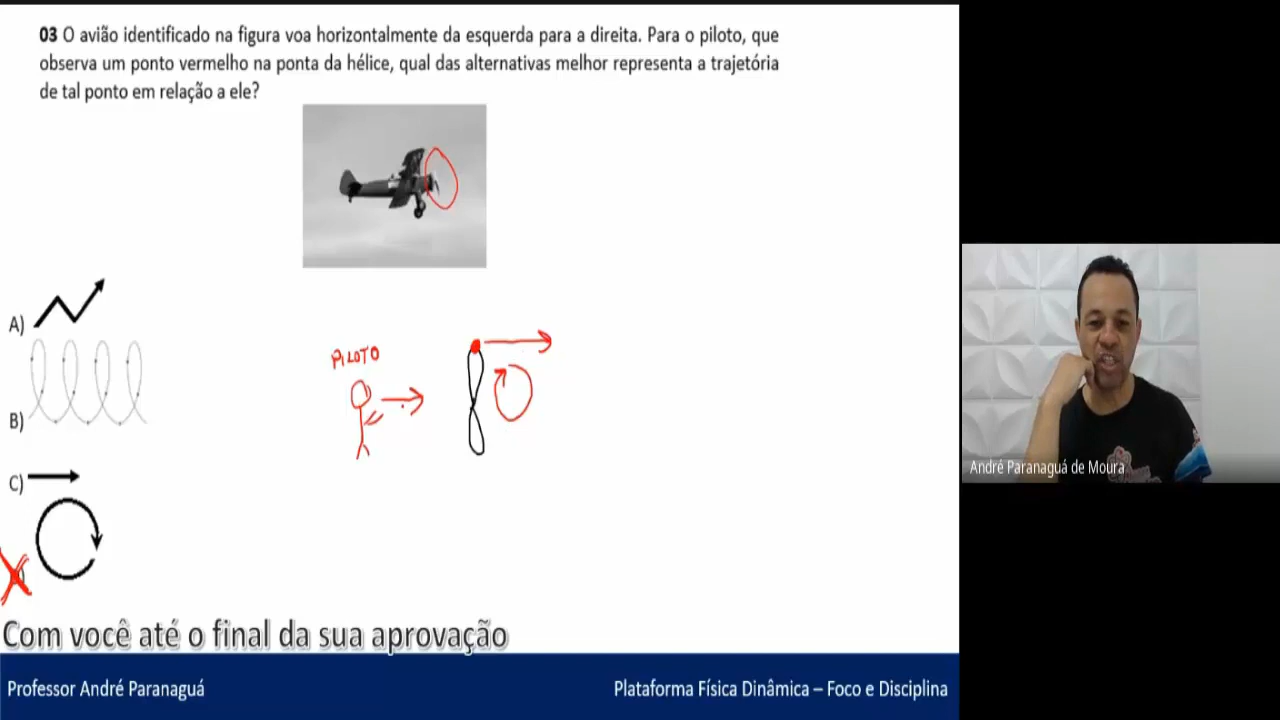 03 O avião identificado na figura voa horizontalmente da esquerda para a direita. Para o piloto, que
observa um ponto vermelho na ponta da hélice, qual das alternativas melhor representa a trajetória
de tal ponto em relação a ele?
A)
PILOTO
B)
C)
André Paranaguá de Moura
Com você até o final da sua aprovação
Professor André Paranaguá
Plataforma Física Dinâmica – Foco e Disciplina